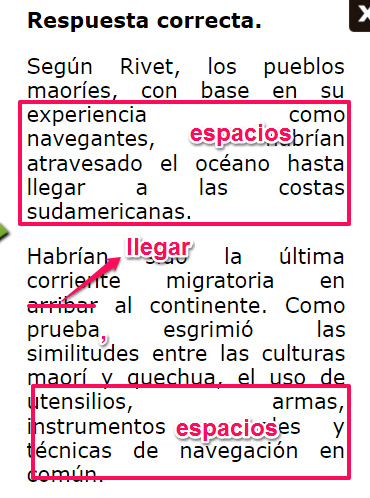 Respuesta correcta.
Según Rivet, los pueblos
maoríes, con base en su
experiencia como
navegantes, habrían
espacios
atravesado el océano hasta
llegar a las costas
sudamericanas.
llegar
Habrían sido la última
corriente migratoria en
arribar al continente. Como
prueba, esgrimió las
similitudes entre las culturas
maorí y quechua, el uso de
utensilios, armas,
instrumentos y
espacios
técnicas de navegación en
común.
X